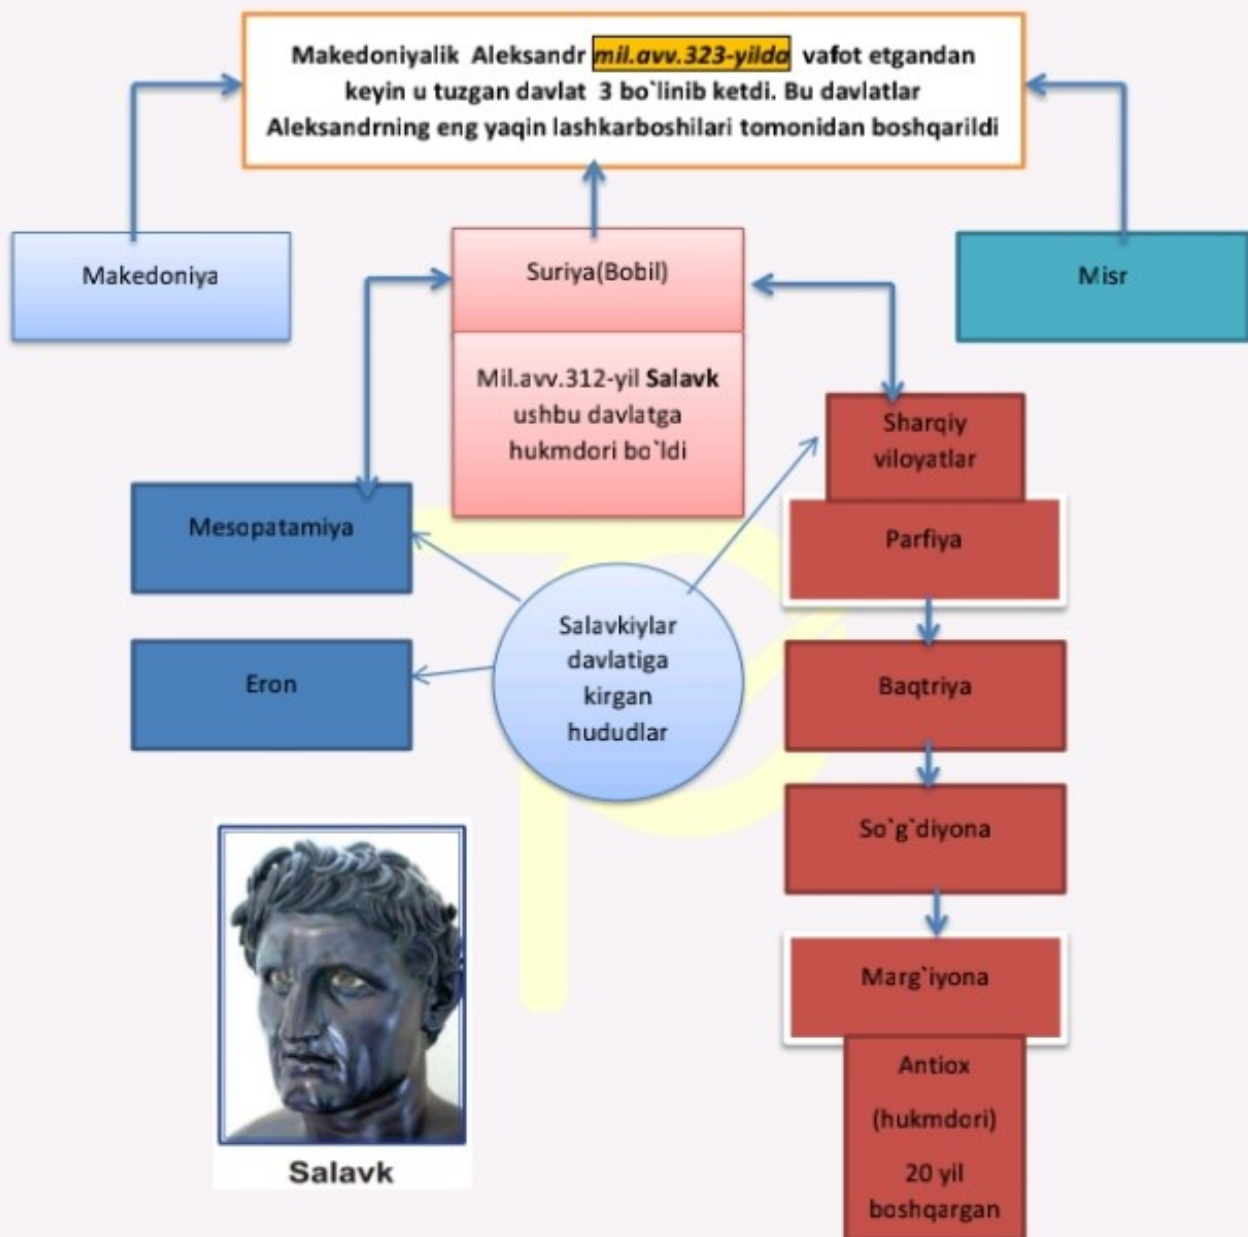 Makedoniyalik Aleksandr mil.avv.323-yilda vafot etgandan
keyin u tuzgan davlat 3 bo`linib ketdi. Bu davlatlar
Aleksandrning eng yaqin lashkarboshilari tomonidan boshqarildi
Makedoniya
Suriya(Bobil)
Misr
Mil.avv.312-yil Salavk
ushbu davlatga
hukmdori bo`ldi
Sharqiy
viloyatlar
Mesopatamiya
Parfiya
Salavkiylar
davlatiga
kirgan
hududlar
Eron
Baqtriya
So`g`diyona
Marg`iyona
Antiox
(hukmdori)
20 yil
boshqargan
Salavk